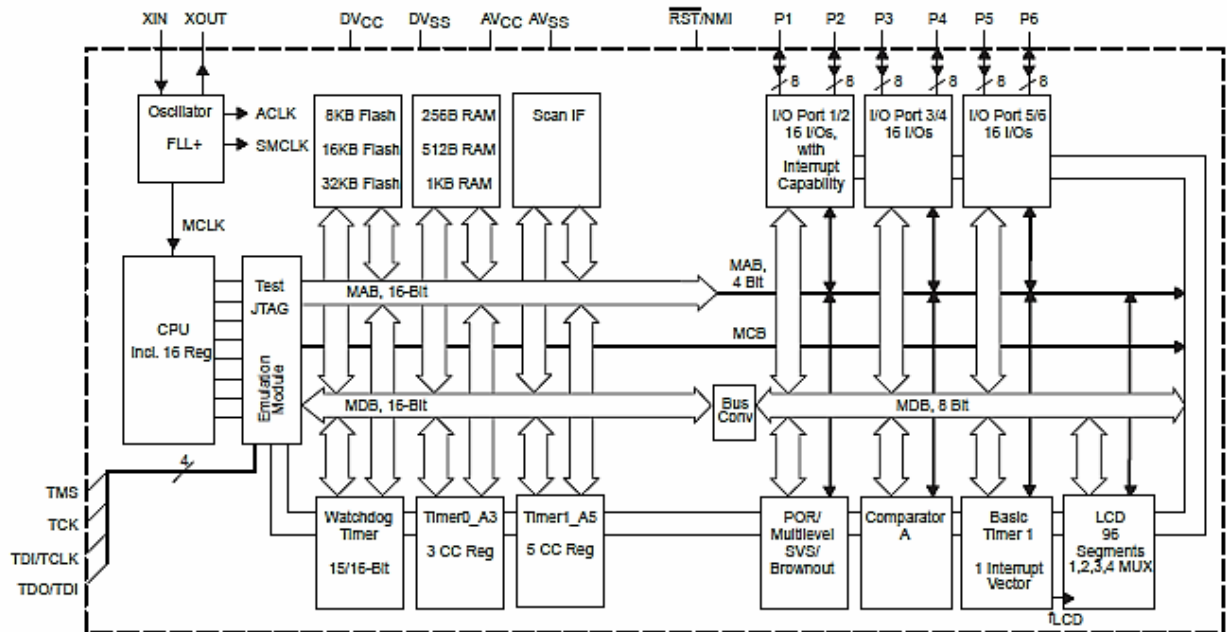 XIN XOUT DVCC DVSS AVCC AVSS RST/NMI P1 P2 P3 P4 P5 P6
8 8 8 8 8 8
Oscillator
FLL+
ACLK
SMCLK
8KB Flash
16KB Flash
32KB Flash
256B RAM
512B RAM
1KB RAM
Scan IF
I/O Port 1/2
16 I/Os,
with
Interrupt
Capability
I/O Port 3/4
16 I/Os
I/O Port 5/6
16 I/Os
MCLK
CPU
Incl. 16 Reg
Test
JTAG
Emulation
Module
MAB, 16-Bit
MAB,
4 Bit
MCB
MDB, 16-Bit
Bus
Conv
MDB, 8 Bit
4
TMS
TCK
TDI/TCLK
TDO/TDI
Watchdog
Timer
15/16-Bit
Timer0_A3
3 CC Reg
Timer1_A5
5 CC Reg
POR/
Multilevel
SVS/
Brownout
Comparator
A
Basic
Timer 1
1 Interrupt
Vector
LCD
96
Segments
1,2,3,4 MUX
fLCD